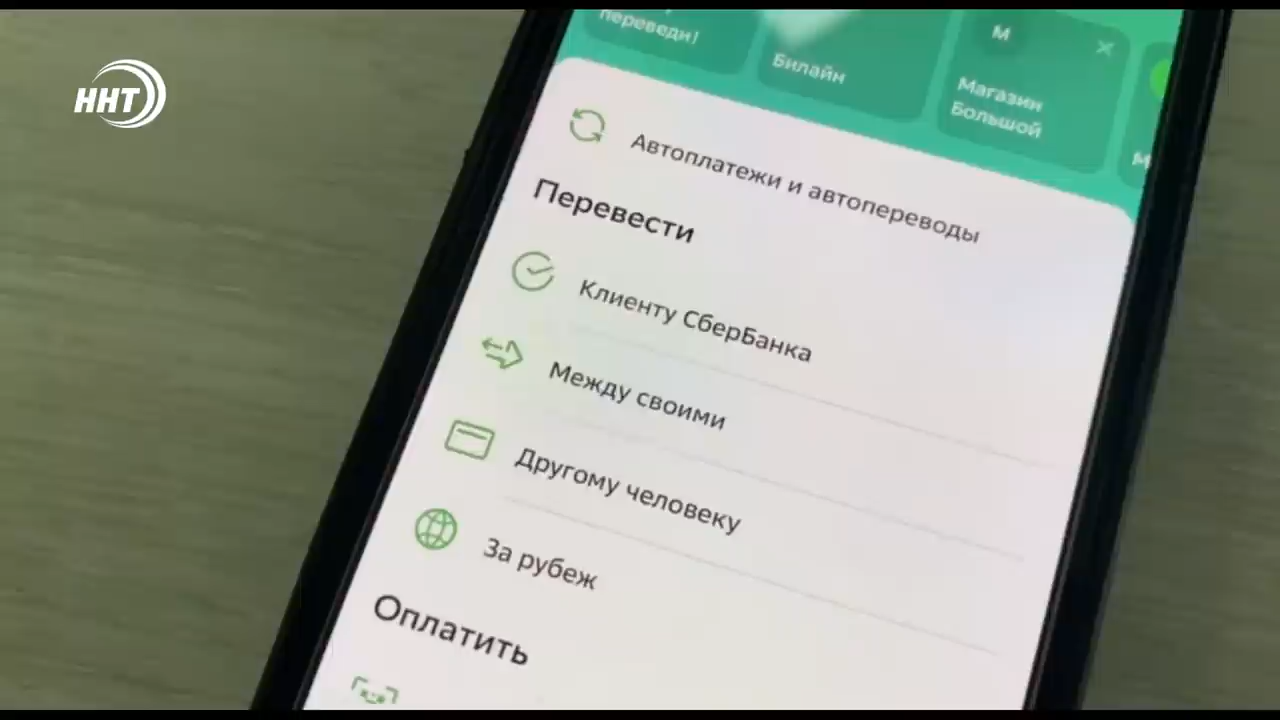 ННТ
переведи!
Билайн
М
Магазин
Большой
М
Автоплатежи и автопереводы
Перевести
Клиенту СберБанка
Между своими
Другому человеку
За рубеж
Оплатить